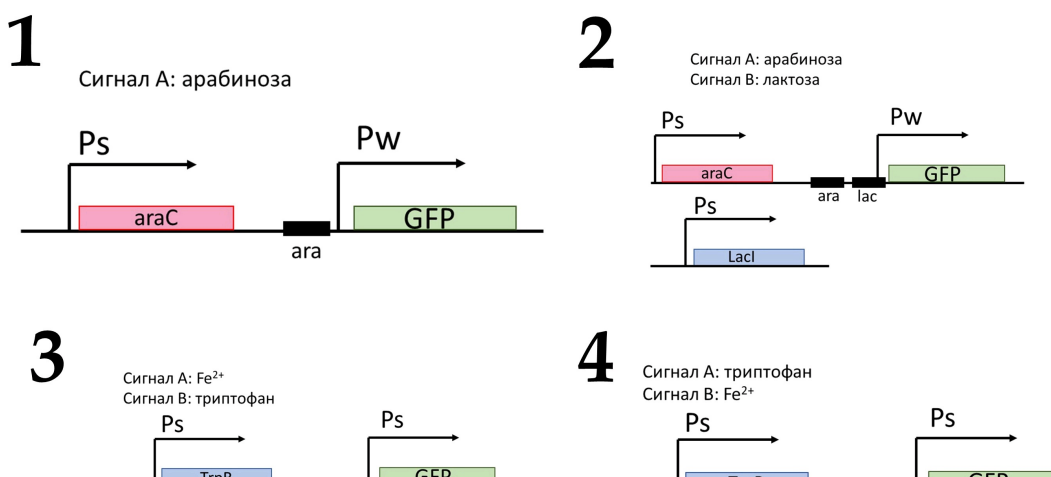 1
Сигнал А: арабиноза
Ps
Pw
araC
GFP
ara
2
Сигнал А: арабиноза
Сигнал В: лактоза
Ps
Pw
araC
GFP
ara
lac
Ps
LacI
3
Сигнал А: Fe²⁺
Сигнал В: триптофан
Ps
Ps
GFP
4
Сигнал А: триптофан
Сигнал В: Fe²⁺
Ps
Ps